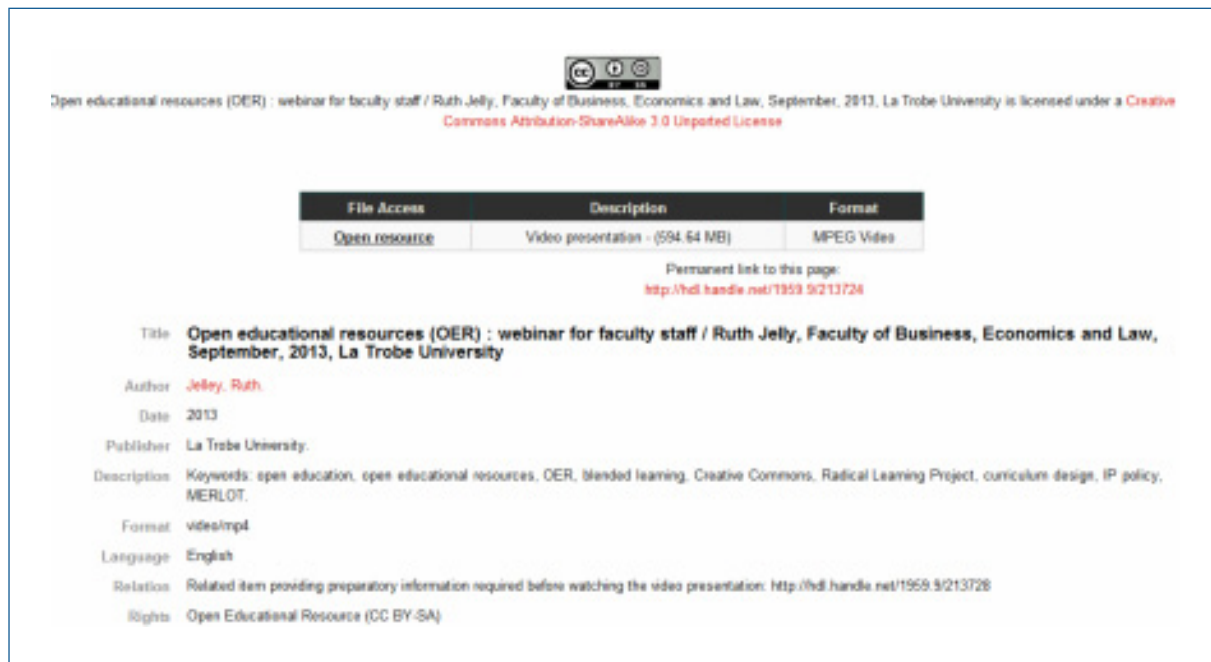 cc BY SA
Open educational resources (OER) : webinar for faculty staff / Ruth Jelly, Faculty of Business, Economics and Law, September, 2013, La Trobe University is licensed under a Creative
Commons Attribution-ShareAlike 3.0 Unported License
File Access Description Format
Open resource Video presentation - (594.64 MB) MPEG Video
Permanent link to this page:
http://hdl.handle.net/1959.9/213724
Title Open educational resources (OER) : webinar for faculty staff / Ruth Jelly, Faculty of Business, Economics and Law,
September, 2013, La Trobe University
Author Jelley, Ruth.
Date 2013
Publisher La Trobe University.
Description Keywords: open education, open educational resources, OER, blended learning, Creative Commons, Radical Learning Project, curriculum design, IP policy,
MERLOT.
Format video/mp4
Language English
Relation Related item providing preparatory information required before watching the video presentation: http://hdl.handle.net/1959.9/213728
Rights Open Educational Resource (CC BY-SA)